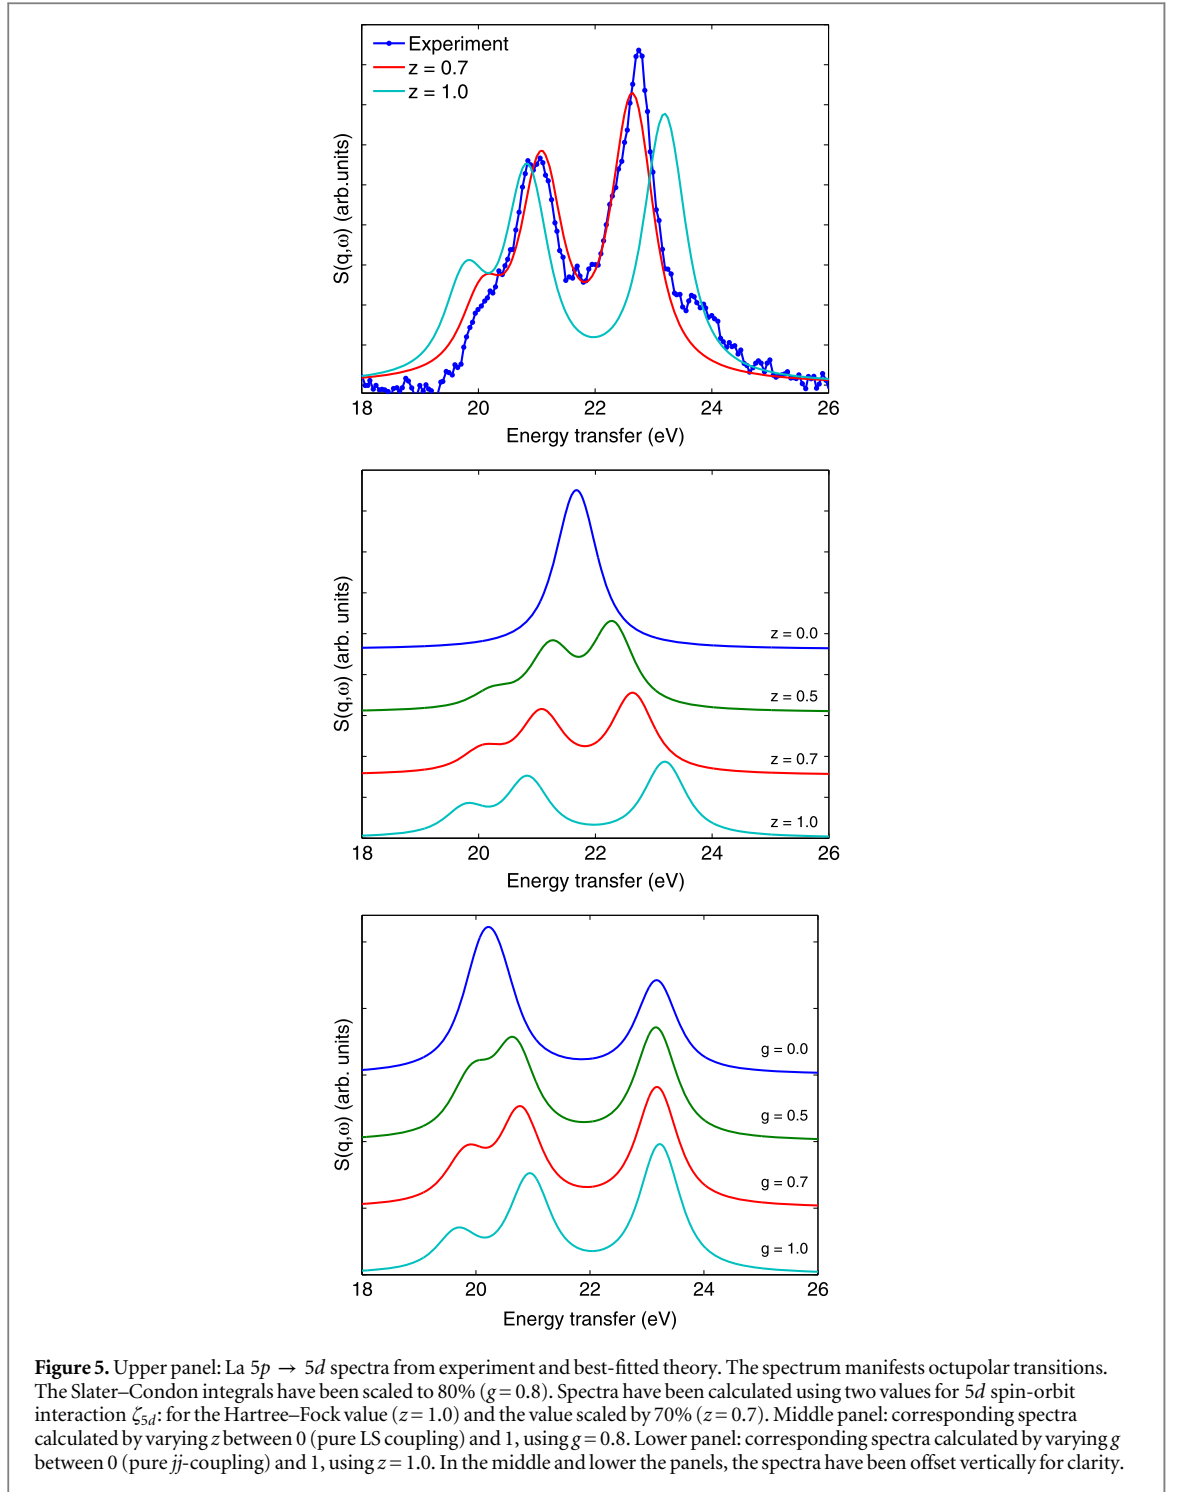 Experiment
z = 0.7
z = 1.0
S(q,ω) (arb.units)
18 20 22 24 26
Energy transfer (eV)
S(q,ω) (arb. units)
z = 0.0
z = 0.5
z = 0.7
z = 1.0
18 20 22 24 26
Energy transfer (eV)
S(q,ω) (arb. units)
g = 0.0
g = 0.5
g = 0.7
g = 1.0
18 20 22 24 26
Energy transfer (eV)
Figure 5. Upper panel: La 5p → 5d spectra from experiment and best-fitted theory. The spectrum manifests octupolar transitions.
The Slater–Condon integrals have been scaled to 80% (g = 0.8). Spectra have been calculated using two values for 5d spin-orbit
interaction ζ5d: for the Hartree–Fock value (z = 1.0) and the value scaled by 70% (z = 0.7). Middle panel: corresponding spectra
calculated by varying z between 0 (pure LS coupling) and 1, using g = 0.8. Lower panel: corresponding spectra calculated by varying g
between 0 (pure jj-coupling) and 1, using z = 1.0. In the middle and lower the panels, the spectra have been offset vertically for clarity.